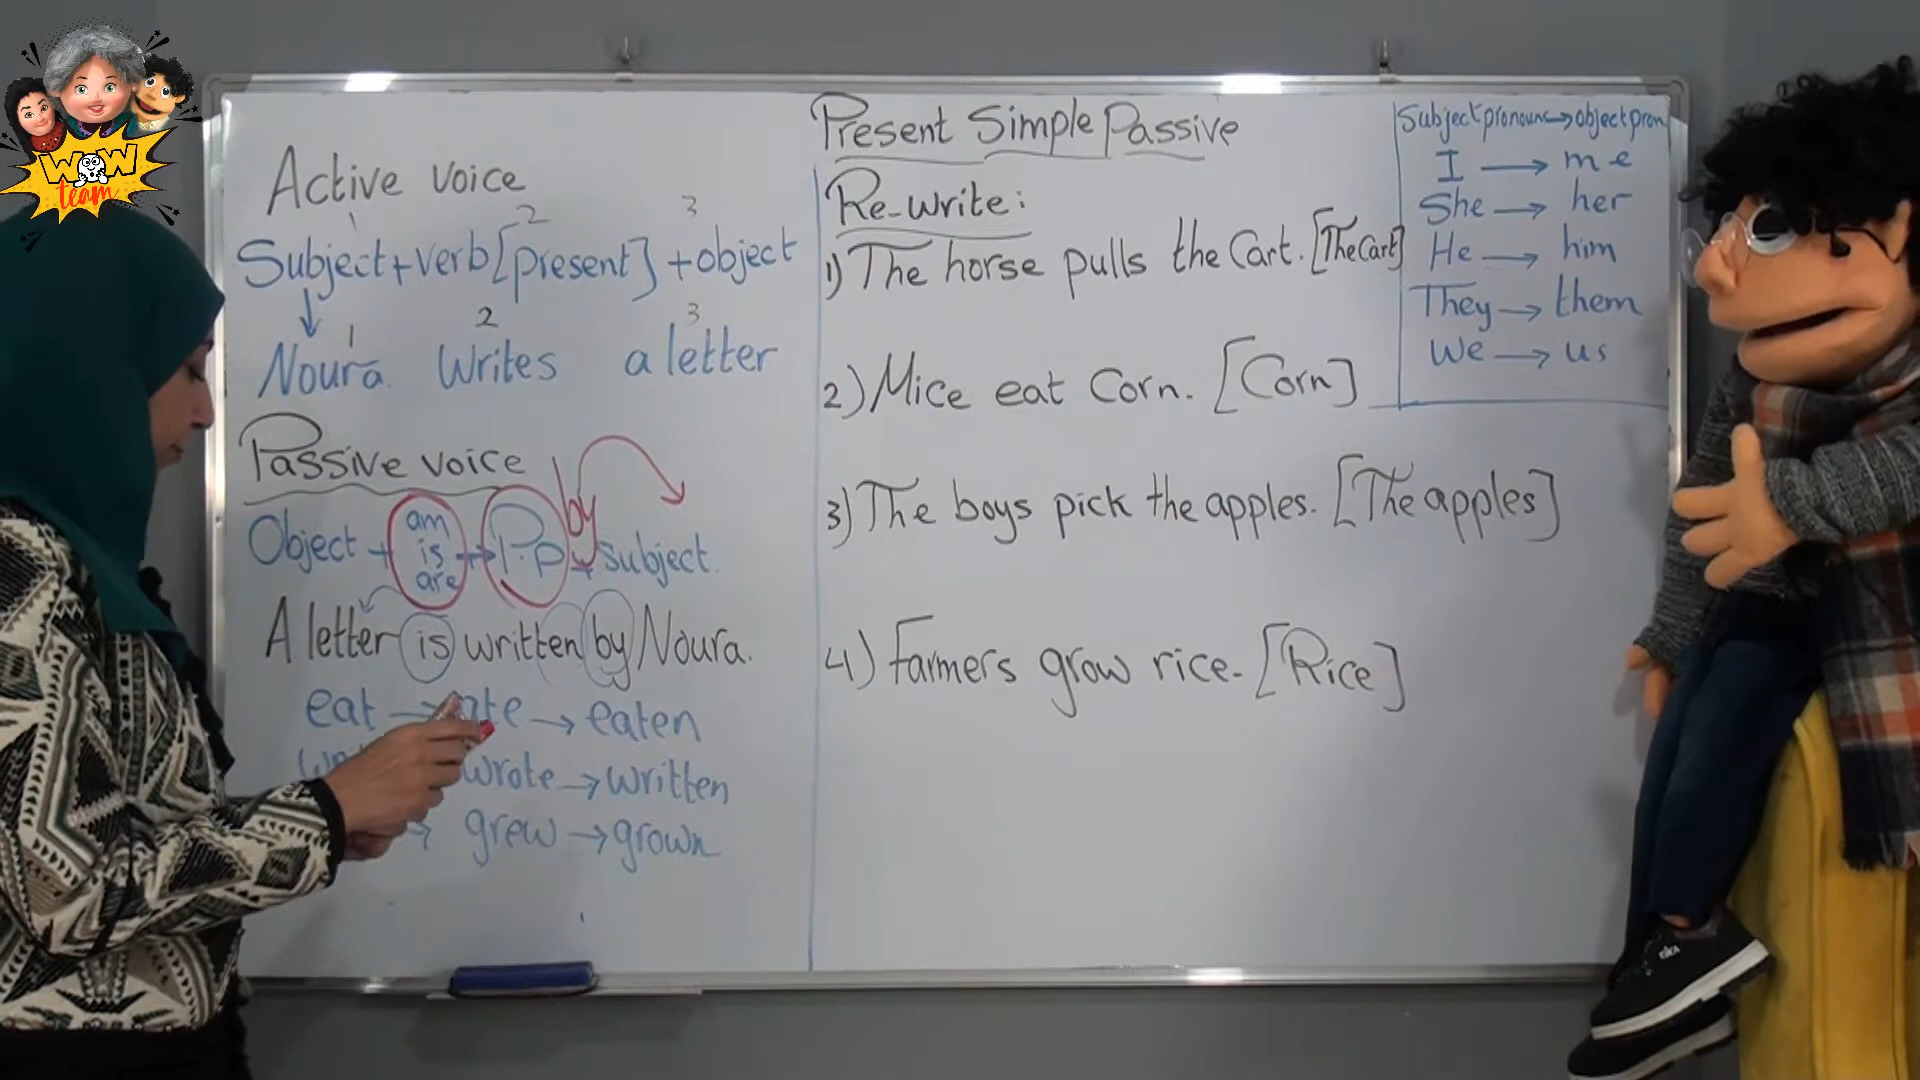 WOW
team
Active voice
1 2 3
Subject + verb [present] + object
1 2 3
Noura. writes a letter
Passive voice
Object + am is are + P.p + by subject.
A letter is written by Noura.
eat → ate → eaten
wrote → written
→ grew → grown
Present Simple Passive
Re-write:
1) The horse pulls the Cart. [The Cart]
2) Mice eat Corn. [Corn]
3) The boys pick the apples. [The apples]
4) Farmers grow rice. [Rice]
Subject pronouns → object pron
I → me
She → her
He → him
They → them
We → us